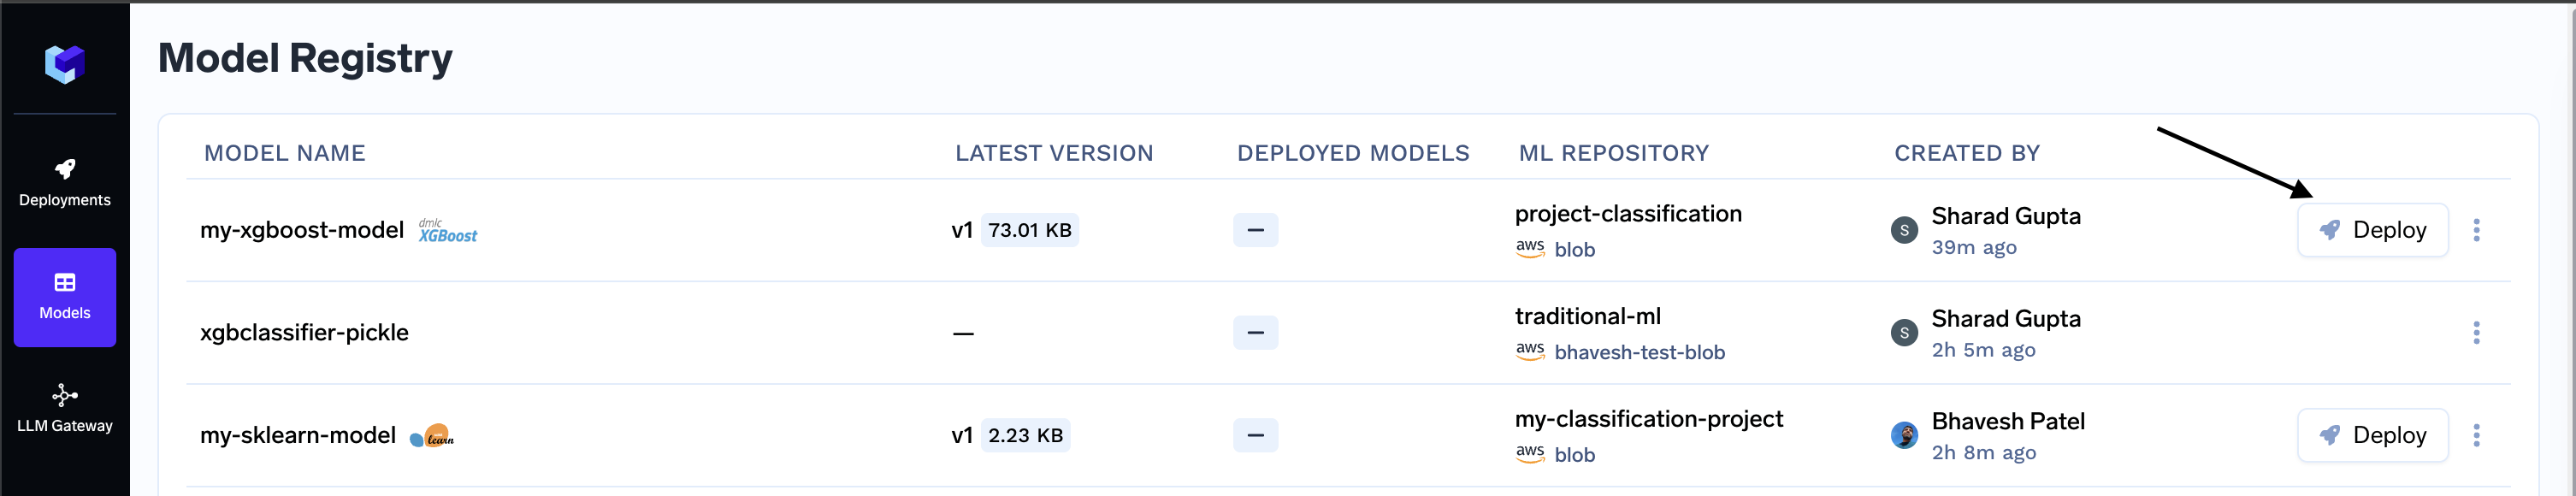 Model Registry
Deployments
Models
LLM Gateway
MODEL NAME LATEST VERSION DEPLOYED MODELS ML REPOSITORY CREATED BY
my-xgboost-model dmlc XGBoost v1 73.01 KB — project-classification aws blob S Sharad Gupta 39m ago Deploy
xgbclassifier-pickle — — traditional-ml aws bhavesh-test-blob S Sharad Gupta 2h 5m ago
my-sklearn-model learn v1 2.23 KB — my-classification-project aws blob Bhavesh Patel 2h 8m ago Deploy